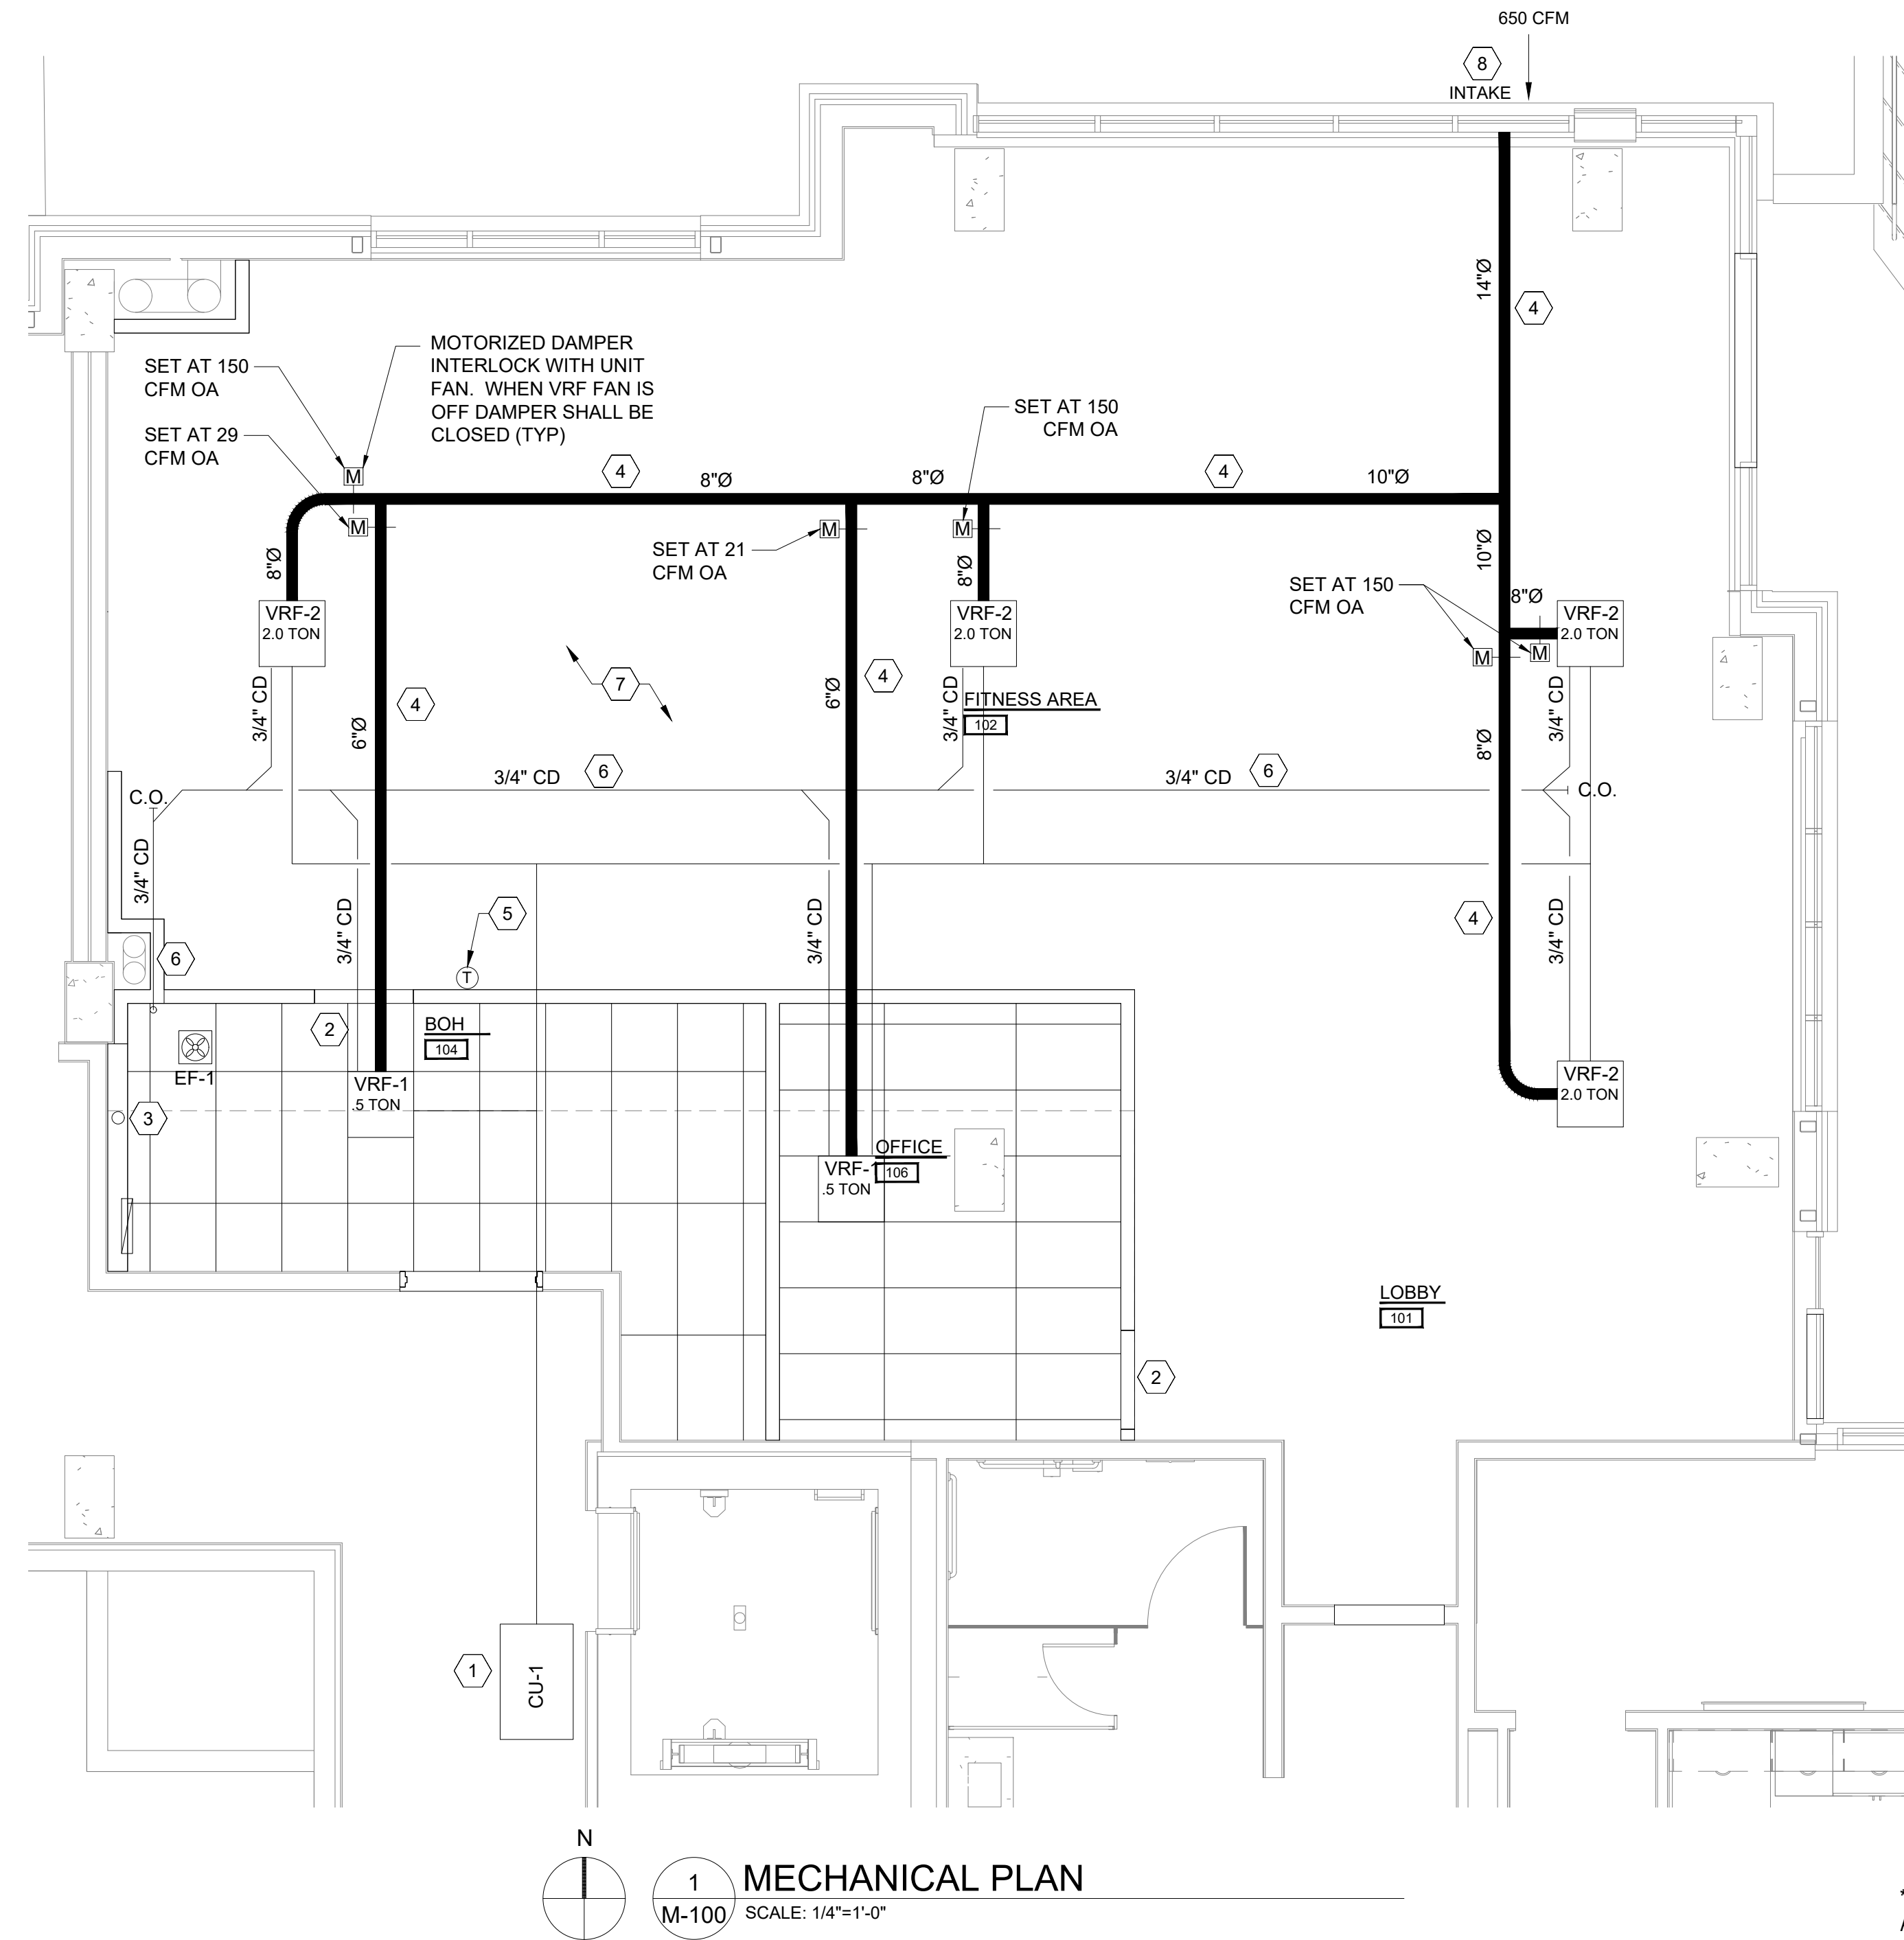 650 CFM
8
INTAKE
14"Ø
4
MOTORIZED DAMPER
INTERLOCK WITH UNIT
FAN.  WHEN VRF FAN IS
OFF DAMPER SHALL BE
CLOSED (TYP)
SET AT 150
CFM OA
SET AT 29
CFM OA
SET AT 150
CFM OA
M
4
8"Ø
8"Ø
4
10"Ø
M
M
M
SET AT 21
CFM OA
8"Ø
8"Ø
10"Ø
SET AT 150
CFM OA
8"Ø
VRF-2
2.0 TON
VRF-2
2.0 TON
VRF-2
2.0 TON
M
M
7
4
6"Ø
4
6"Ø
3/4" CD
3/4" CD
FITNESS AREA
102
8"Ø
3/4" CD
3/4" CD
6
3/4" CD
6
C.O.
C.O.
3/4" CD
3/4" CD
5
3/4" CD
4
3/4" CD
6
T
2
BOH
104
EF-1
VRF-1
.5 TON
3
VRF-2
2.0 TON
OFFICE
106
VRF-1
.5 TON
LOBBY
101
2
1
CU-1
N
1
M-100
MECHANICAL PLAN
SCALE: 1/4"=1'-0"